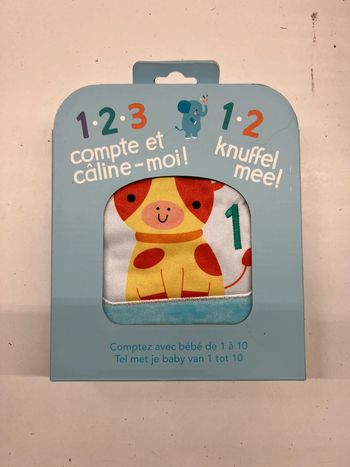 1·2·3
compte et
câline-moi!
1·2
knuffel
mee!
1
Comptez avec bébé de 1 à 10
Tel met je baby van 1 tot 10